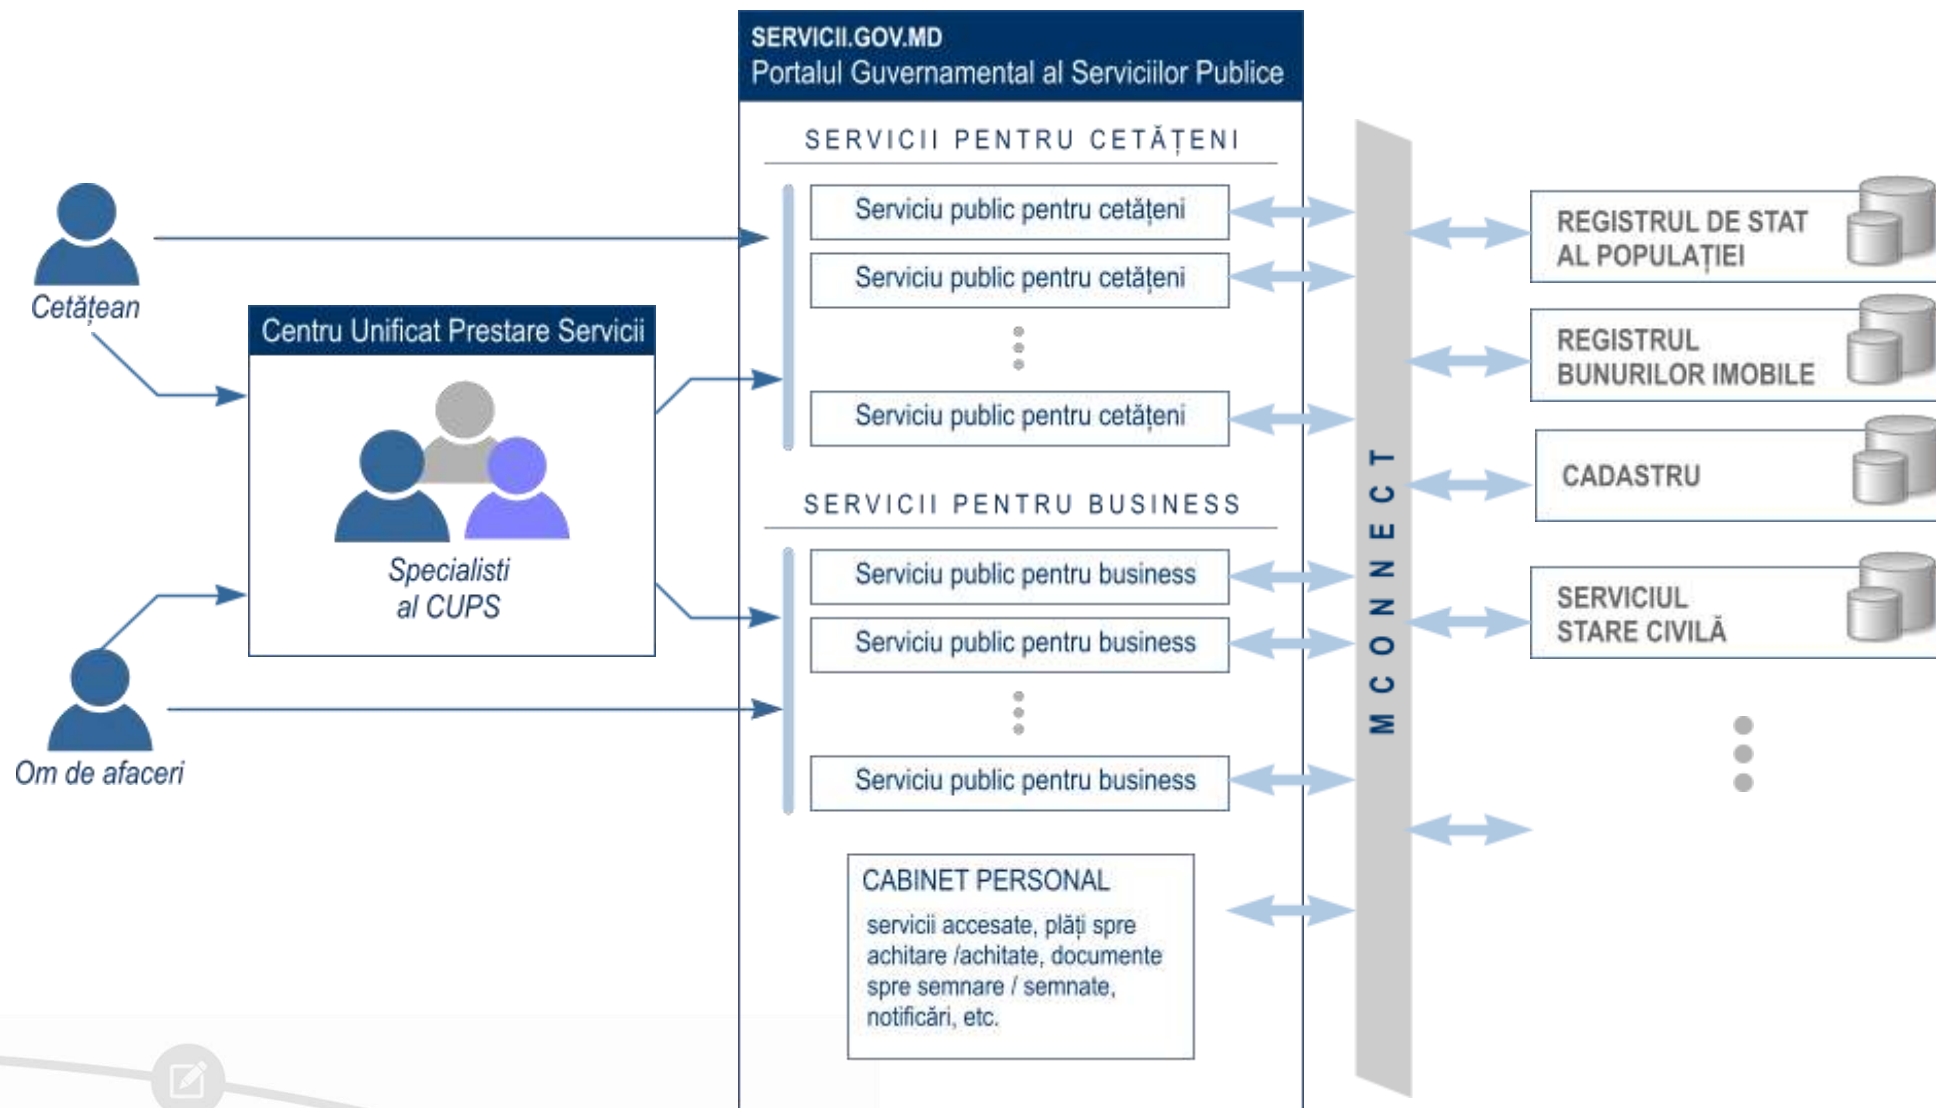 SERVICII.GOV.MD
Portalul Guvernamental al Serviciilor Publice
SERVICII PENTRU CETĂȚENI
Serviciu public pentru cetățeni
Serviciu public pentru cetățeni
Serviciu public pentru cetățeni
SERVICII PENTRU BUSINESS
Serviciu public pentru business
Serviciu public pentru business
Serviciu public pentru business
CABINET PERSONAL
servicii accesate, plăți spre
achitare /achitate, documente
spre semnare / semnate,
notificări, etc.
Cetățean
Centru Unificat Prestare Servicii
Specialisti
al CUPS
Om de afaceri
MCONNECT
REGISTRUL DE STAT
AL POPULAȚIEI
REGISTRUL
BUNURILOR IMOBILE
CADASTRU
SERVICIUL
STARE CIVILĂ